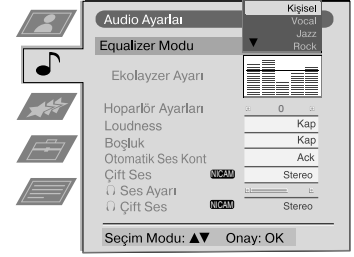 Audio Ayarlaı
Kişisel
Vocal
Jazz
Rock
Equalizer Modu
Ekolayzer Ayarı
Hoparlör Ayarları 0
Loudness Kap
Boşluk Kap
Otomatik Ses Kont Ack
Çift Ses NICAM Stereo
Ses Ayarı
Çift Ses NICAM Stereo
Seçim Modu: ▲▼ Onay: OK